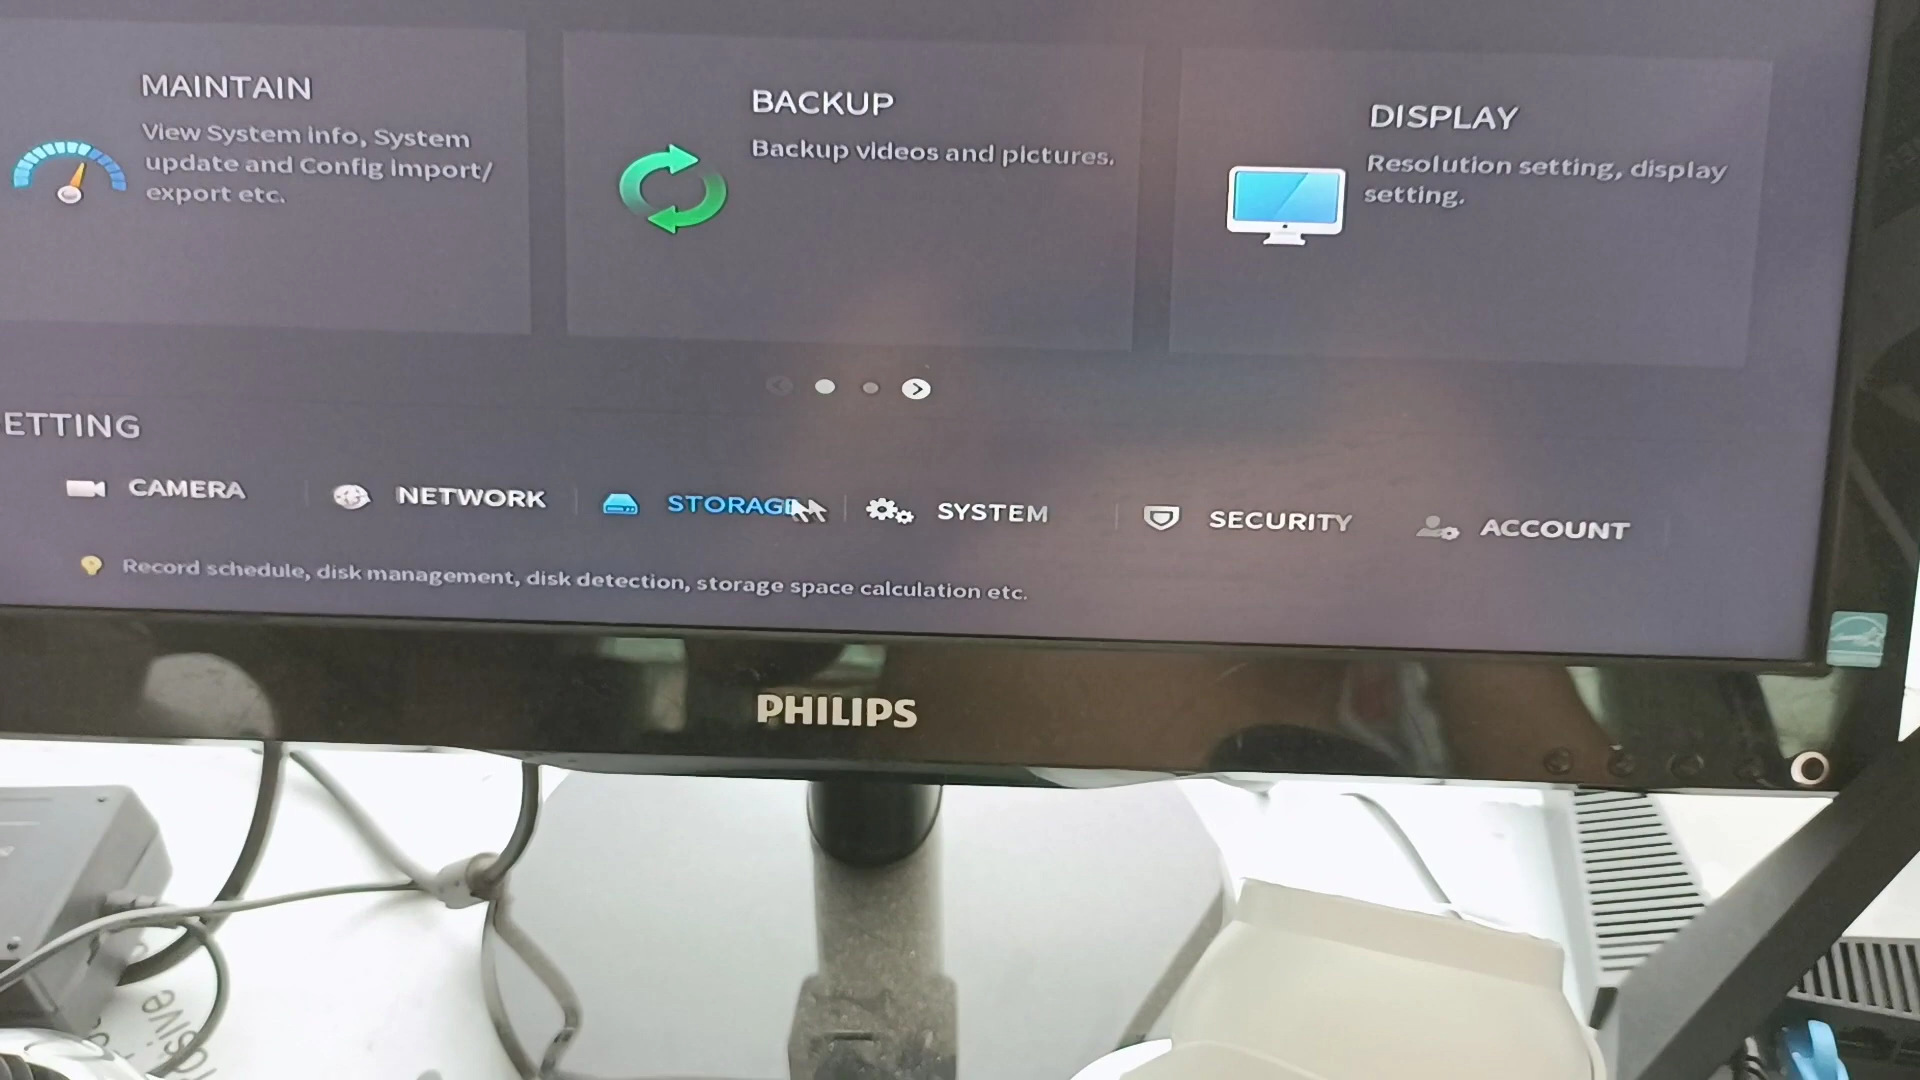 MAINTAIN
View System info, System
update and Config import/
export etc.
BACKUP
Backup videos and pictures.
DISPLAY
Resolution setting, display
setting.
ETTING
CAMERA
NETWORK
STORAGE
SYSTEM
SECURITY
ACCOUNT
Record schedule, disk management, disk detection, storage space calculation etc.
PHILIPS